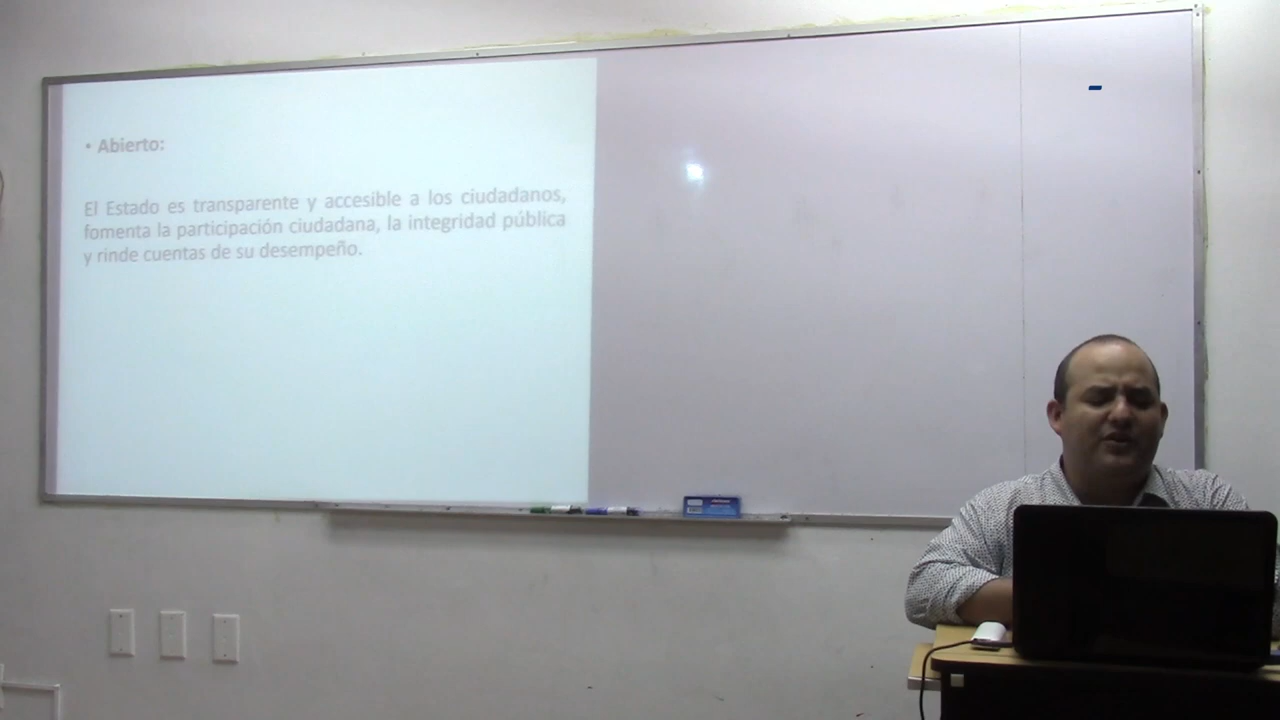 • Abierto:
El Estado es transparente y accesible a los ciudadanos,
fomenta la participación ciudadana, la integridad pública
y rinde cuentas de su desempeño.